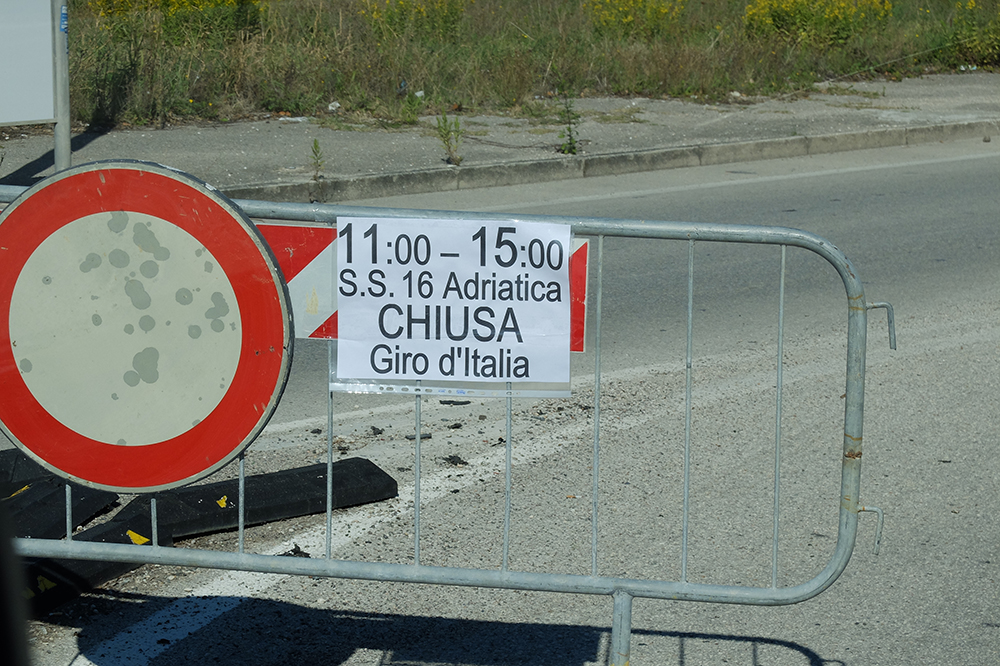 11:00 – 15:00
S.S. 16 Adriatica
CHIUSA
Giro d'Italia